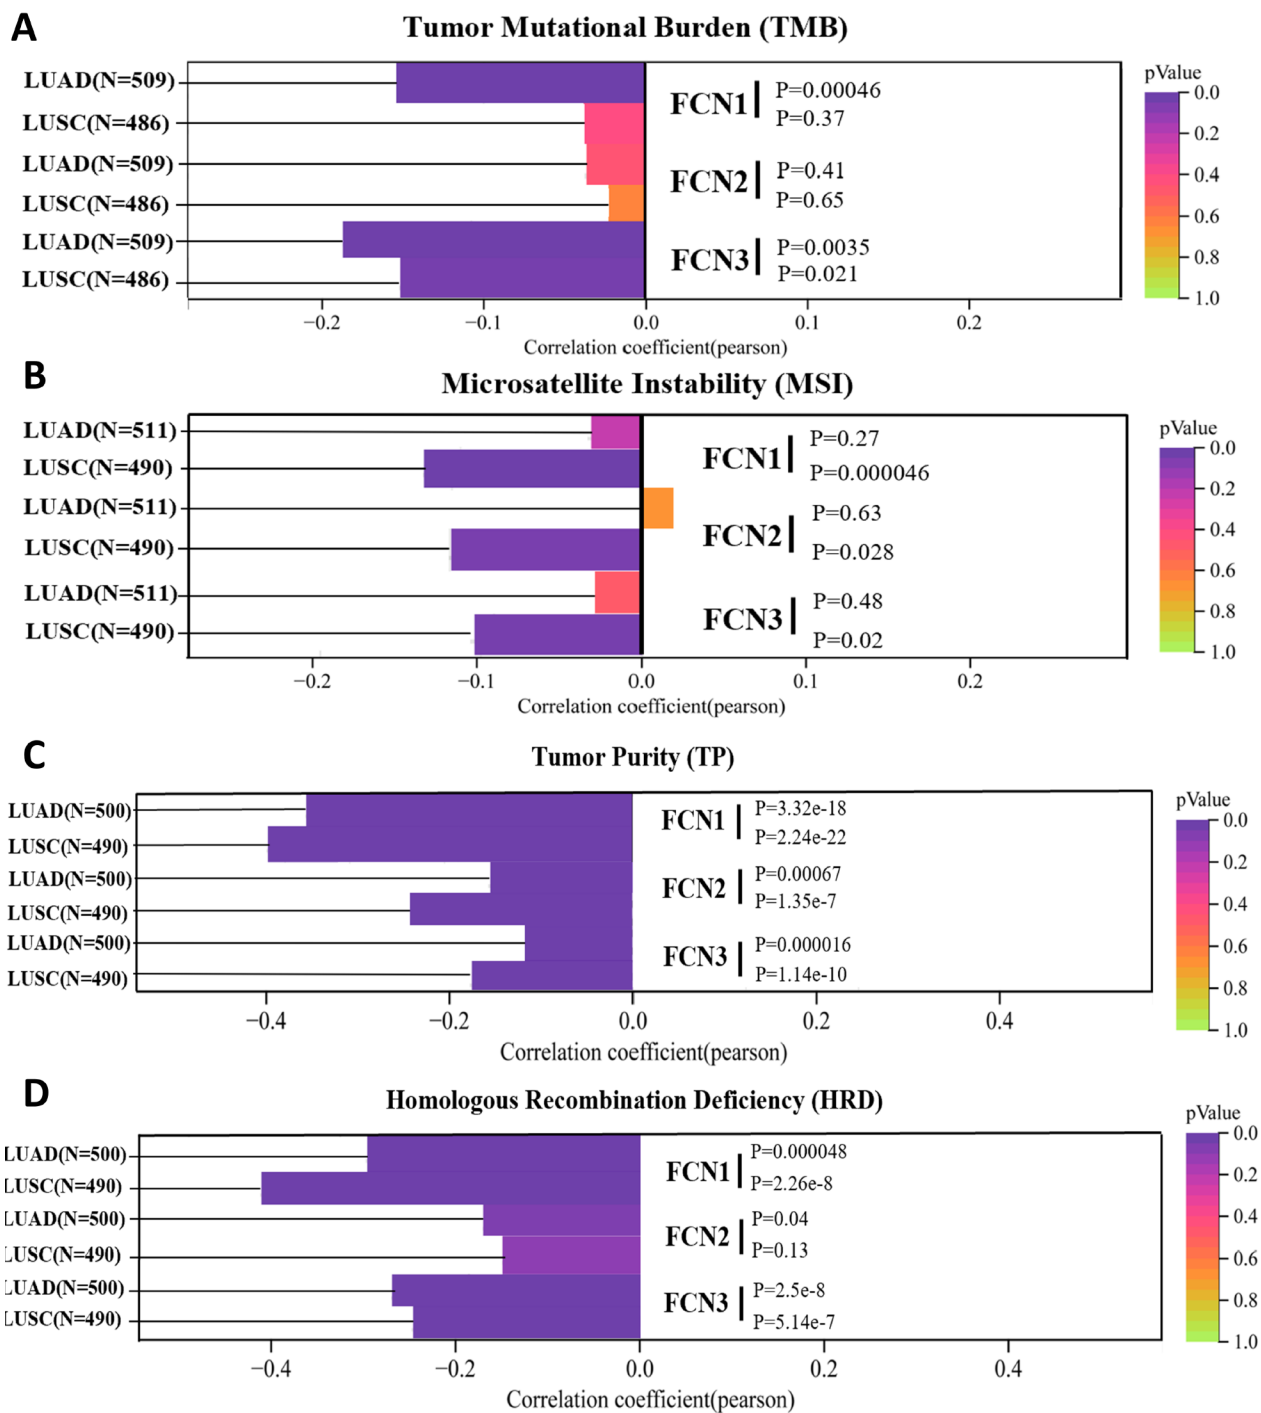 A
Tumor Mutational Burden (TMB)
LUAD(N=509)
LUSC(N=486)
LUAD(N=509)
LUSC(N=486)
LUAD(N=509)
LUSC(N=486)
FCN1
P=0.00046
P=0.37
FCN2
P=0.41
P=0.65
FCN3
P=0.0035
P=0.021
−0.2 −0.1 0.0 0.1 0.2
Correlation coefficient(pearson)
pValue
0.0
0.2
0.4
0.6
0.8
1.0
B
Microsatellite Instability (MSI)
LUAD(N=511)
LUSC(N=490)
LUAD(N=511)
LUSC(N=490)
LUAD(N=511)
LUSC(N=490)
FCN1
P=0.27
P=0.000046
FCN2
P=0.63
P=0.028
FCN3
P=0.48
P=0.02
−0.2 −0.1 0.0 0.1 0.2
Correlation coefficient(pearson)
pValue
0.0
0.2
0.4
0.6
0.8
1.0
C
Tumor Purity (TP)
LUAD(N=500)
LUSC(N=490)
LUAD(N=500)
LUSC(N=490)
LUAD(N=500)
LUSC(N=490)
FCN1
P=3.32e-18
P=2.24e-22
FCN2
P=0.00067
P=1.35e-7
FCN3
P=0.000016
P=1.14e-10
−0.4 −0.2 0.0 0.2 0.4
Correlation coefficient(pearson)
pValue
0.0
0.2
0.4
0.6
0.8
1.0
D
Homologous Recombination Deficiency (HRD)
LUAD(N=500)
LUSC(N=490)
LUAD(N=500)
LUSC(N=490)
LUAD(N=500)
LUSC(N=490)
FCN1
P=0.000048
P=2.26e-8
FCN2
P=0.04
P=0.13
FCN3
P=2.5e-8
P=5.14e-7
−0.4 −0.2 0.0 0.2 0.4
Correlation coefficient(pearson)
pValue
0.0
0.2
0.4
0.6
0.8
1.0